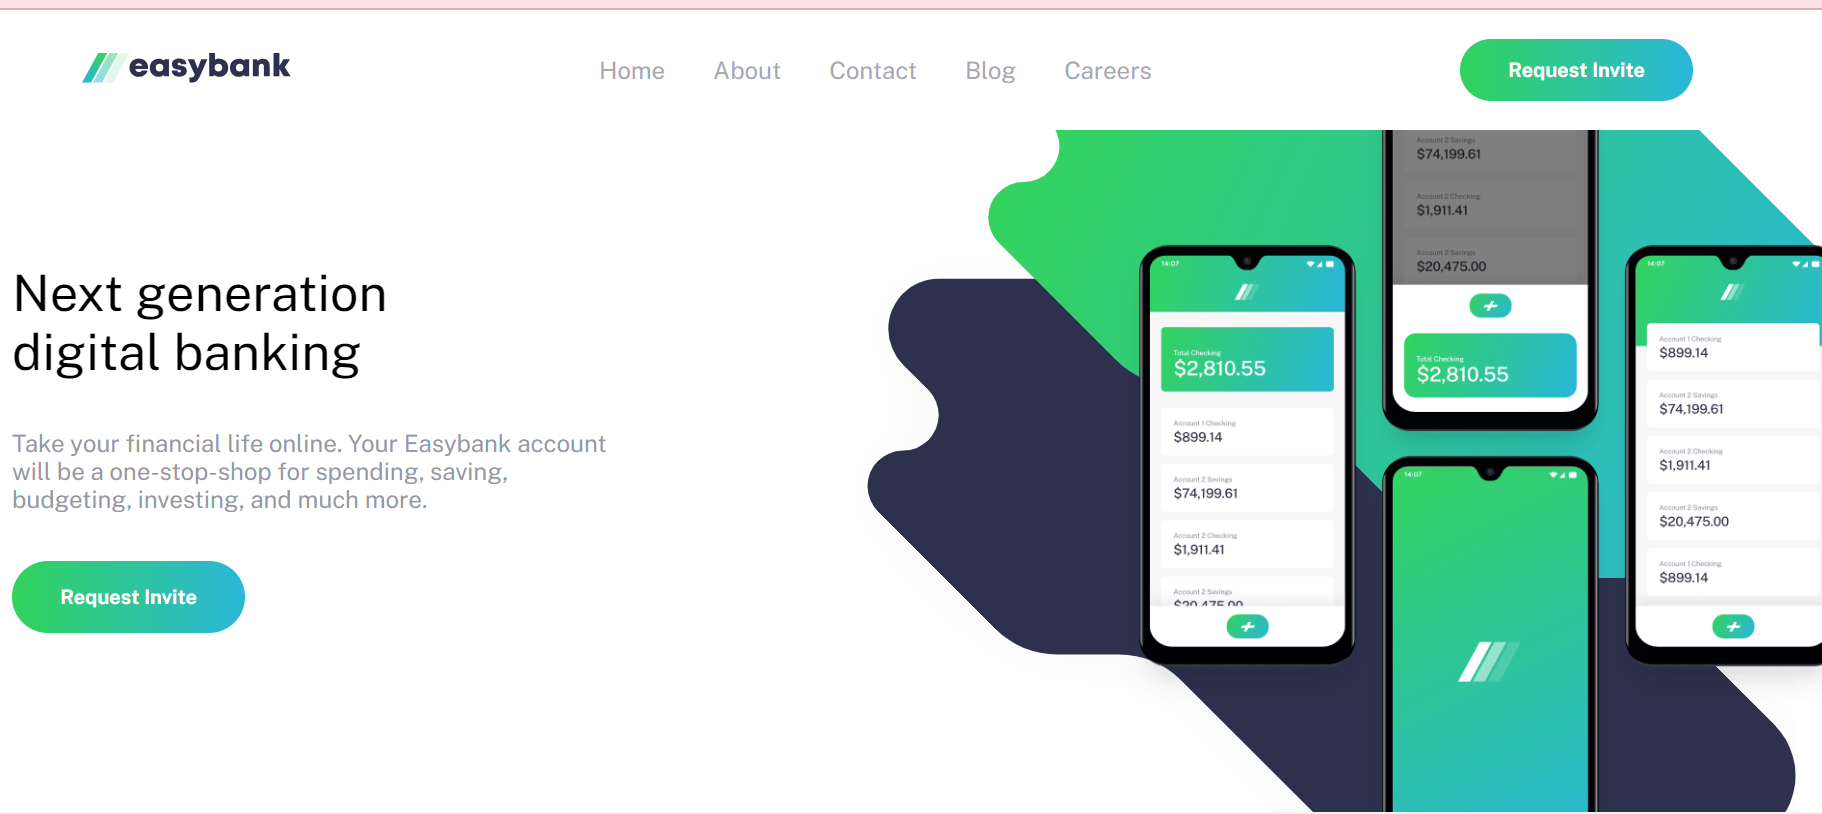 easybank
Home
About
Contact
Blog
Careers
Request Invite
Next generation
digital banking
Take your financial life online. Your Easybank account
will be a one-stop-shop for spending, saving,
budgeting, investing, and much more.
Request Invite
14:07
Total Checking
$2,810.55
Account 1 Checking
$899.14
Account 2 Savings
$74,199.61
Account 2 Checking
$1,911.41
Account 2 Savings
$20,475.00
Account 2 Savings
$74,199.61
Account 2 Checking
$1,911.41
Account 2 Savings
$20,475.00
Total Checking
$2,810.55
14:07
14:07
Account 1 Checking
$899.14
Account 2 Savings
$74,199.61
Account 2 Checking
$1,911.41
Account 2 Savings
$20,475.00
Account 1 Checking
$899.14